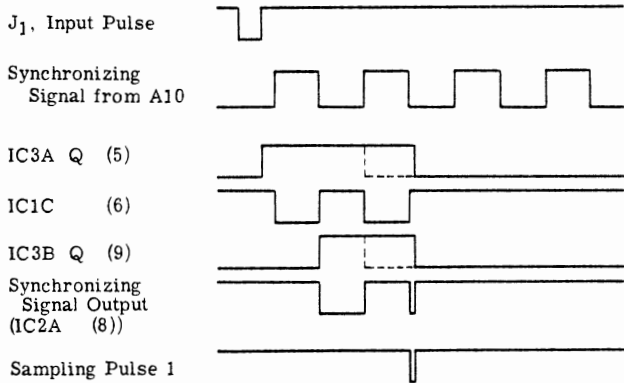 J1, Input Pulse
Synchronizing
Signal from A10
IC3A Q (5)
IC1C (6)
IC3B Q (9)
Synchronizing
Signal Output
(IC2A (8))
Sampling Pulse 1